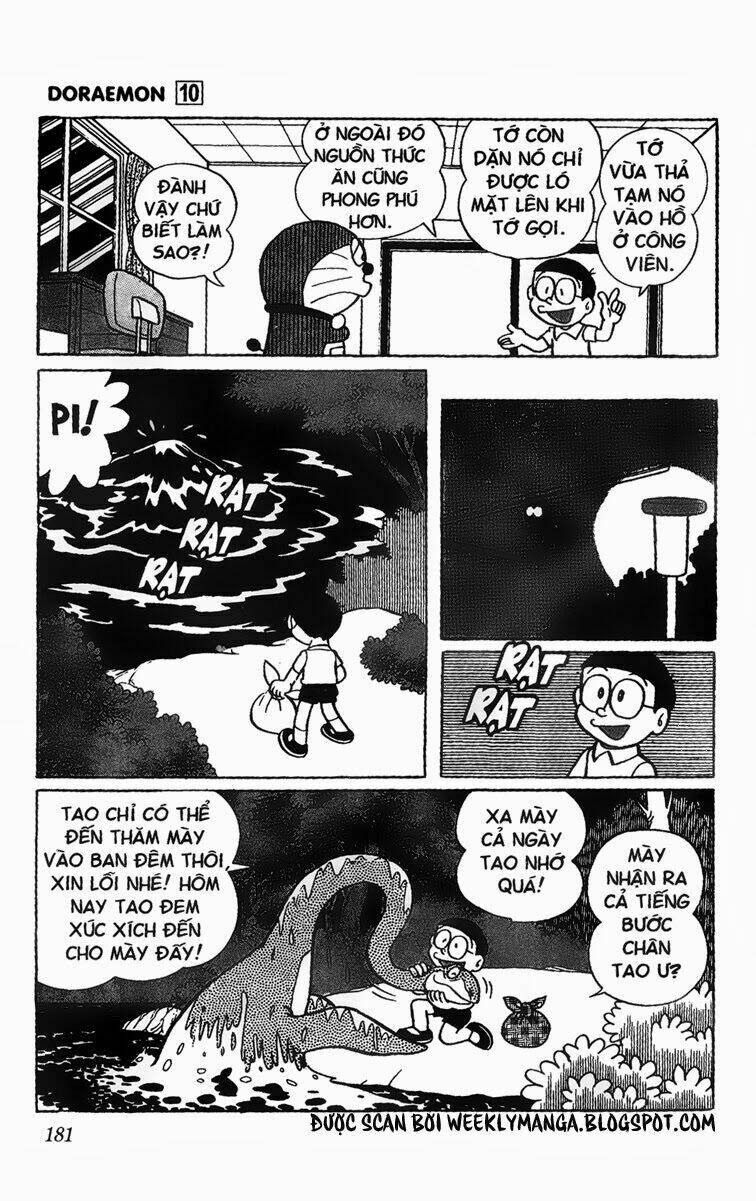 DORAEMON 10
TỚ
VỪA THẢ
TẠM NÓ
VÀO HỒ
Ở CÔNG
VIÊN.
TỚ CÒN
DẶN NÓ CHỈ
ĐƯỢC LÓ
MẶT LÊN KHI
TỚ GỌI.
Ở NGOÀI ĐÓ
NGUỒN THỨC
ĂN CŨNG
PHONG PHÚ
HƠN.
ĐÀNH
VẬY CHỨ
BIẾT LÀM
SAO?!
RẠT
RẠT
PI!
RẠT
RẠT
RẠT
MÀY
NHẬN RA
CẢ TIẾNG
BƯỚC
CHÂN
TAO Ư?
XA MÀY
CẢ NGÀY
TAO NHỚ
QUÁ!
TAO CHỈ CÓ THỂ
ĐẾN THĂM MÀY
VÀO BAN ĐÊM THÔI,
XIN LỖI NHÉ! HÔM
NAY TAO ĐEM
XÚC XÍCH ĐẾN
CHO MÀY ĐẤY!
181
ĐƯỢC SCAN BỞI WEEKLYMANGA.BLOGSPOT.COM